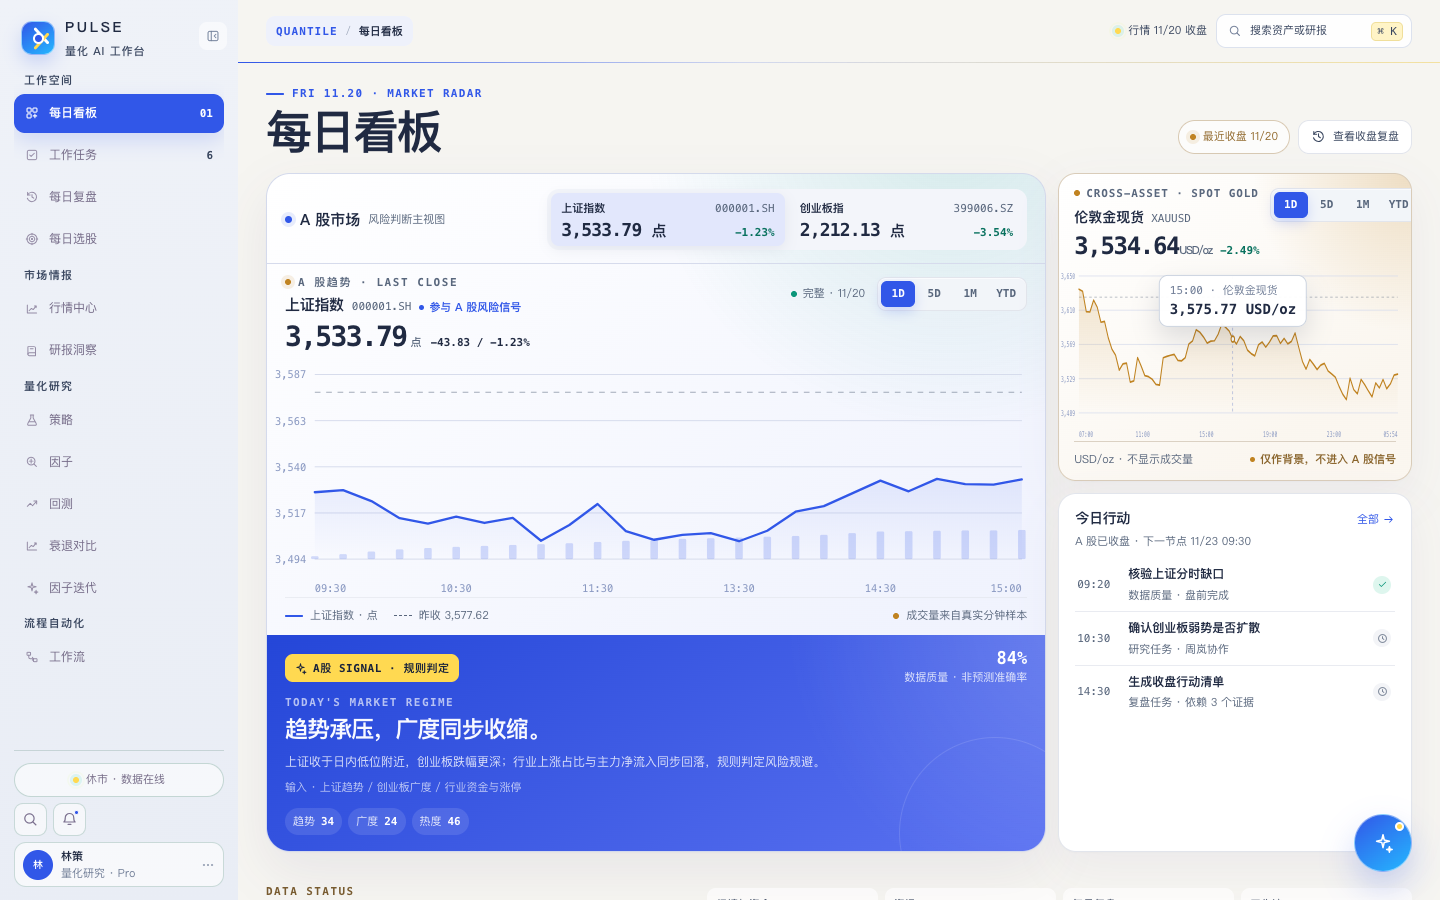 PULSE
量化 AI 工作台
工作空间
每日看板 01
工作任务 6
每日复盘
每日选股
市场情报
行情中心
研报洞察
量化研究
策略
因子
回测
衰退对比
因子迭代
流程自动化
工作流
休市 · 数据在线
林
林策
量化研究 · Pro
QUANTILE / 每日看板
行情 11/20 收盘
搜索资产或研报 ⌘ K
FRI 11.20 · MARKET RADAR
每日看板
最近收盘 11/20
查看收盘复盘
A 股市场 风险判断主视图
上证指数 000001.SH
3,533.79 点 −1.23%
创业板指 399006.SZ
2,212.13 点 −3.54%
A 股趋势 · LAST CLOSE
上证指数 000001.SH 参与 A 股风险信号
3,533.79 点 −43.83 / −1.23%
完整 · 11/20
1D 5D 1M YTD
3,587
3,563
3,540
3,517
3,494
09:30 10:30 11:30 13:30 14:30 15:00
上证指数 · 点 昨收 3,577.62
成交量来自真实分钟样本
A股 SIGNAL · 规则判定
84%
数据质量 · 非预测准确率
TODAY'S MARKET REGIME
趋势承压，广度同步收缩。
上证收于日内低位附近，创业板跌幅更深；行业上涨占比与主力净流入同步回落，规则判定风险规避。
输入 · 上证趋势 / 创业板广度 / 行业资金与涨停
趋势 34 广度 24 热度 46
CROSS-ASSET · SPOT GOLD
1D 5D 1M YTD
伦敦金现货 XAUUSD
3,534.64 USD/oz −2.49%
3,650
3,610
3,569
3,529
3,489
15:00 · 伦敦金现货
3,575.77 USD/oz
07:00 11:00 15:00 19:00 23:00 05:54
USD/oz · 不显示成交量
仅作背景，不进入 A 股信号
今日行动 全部 →
A 股已收盘 · 下一节点 11/23 09:30
09:20 核验上证分时缺口
数据质量 · 盘前完成
10:30 确认创业板弱势是否扩散
研究任务 · 周岚协作
14:30 生成收盘行动清单
复盘任务 · 依赖 3 个证据
DATA STATUS